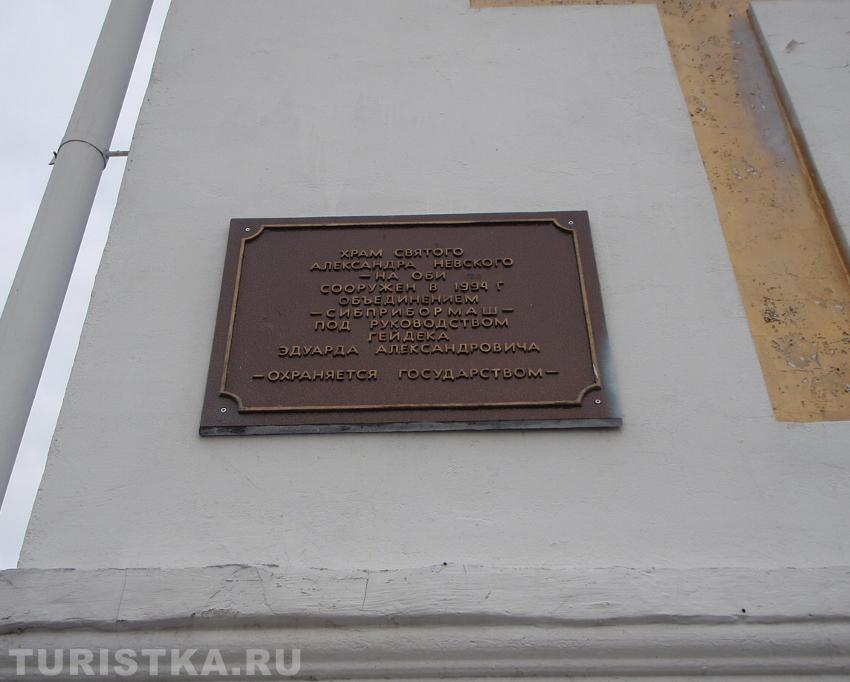 ХРАМ СВЯТОГО
АЛЕКСАНДРА НЕВСКОГО
—НА ОБИ
СООРУЖЕН В 1994 Г
ОБЪЕДИНЕНИЕМ
—СИБПРИБОРМАШ—
ПОД РУКОВОДСТВОМ
ГЕЙДЕКА
ЭДУАРДА АЛЕКСАНДРОВИЧА
—ОХРАНЯЕТСЯ ГОСУДАРСТВОМ—
TURISTKA.RU